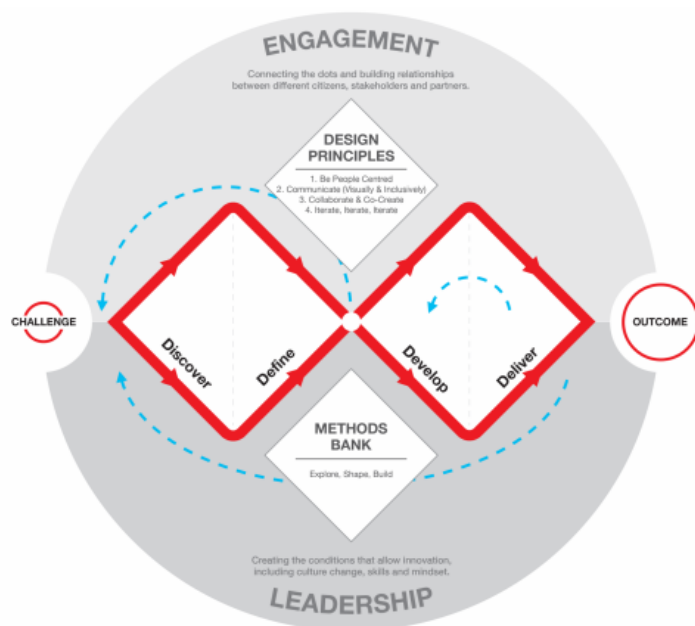 ENGAGEMENT
Connecting the dots and building relationships
between different citizens, stakeholders and partners.
DESIGN
PRINCIPLES
1. Be People Centred
2. Communicate (Visually & Inclusively)
3. Collaborate & Co-Create
4. Iterate, Iterate, Iterate
CHALLENGE
OUTCOME
Discover
Define
Develop
Deliver
METHODS
BANK
Explore, Shape, Build
Creating the conditions that allow innovation,
including culture change, skills and mindset.
LEADERSHIP